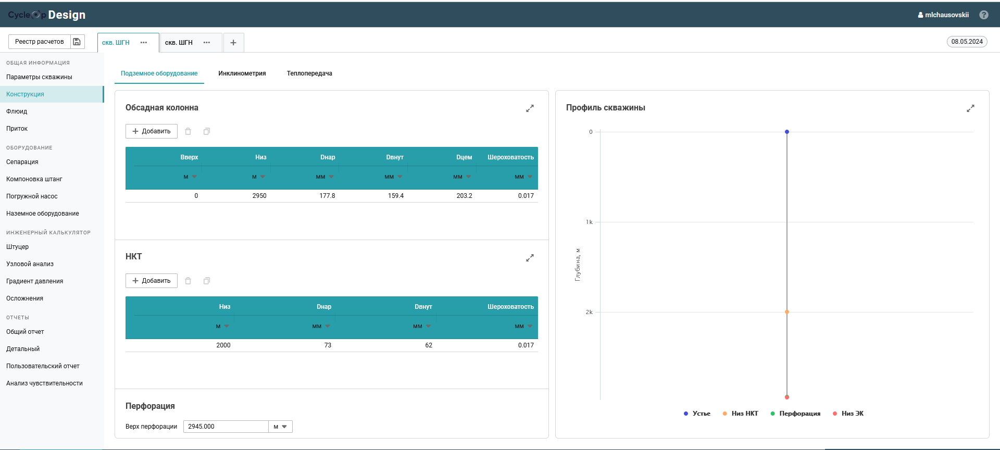 CycleOp Design
mlchausovskii
?
Реестр расчетов
скв. ШГН
скв. ШГН
08.05.2024
ОБЩАЯ ИНФОРМАЦИЯ
Параметры скважины
Конструкция
Флюид
Приток
ОБОРУДОВАНИЕ
Сепарация
Компоновка штанг
Погружной насос
Наземное оборудование
ИНЖЕНЕРНЫЙ КАЛЬКУЛЯТОР
Штуцер
Узловой анализ
Градиент давления
Осложнения
ОТЧЕТЫ
Общий отчет
Детальный
Пользовательский отчет
Анализ чувствительности
Подземное оборудование Инклинометрия Теплопередача
Обсадная колонна
+ Добавить
Вверх Низ Dнар Dвнут Dцем Шероховатость
м м мм мм мм мм
0 2950 177.8 159.4 203.2 0.017
НКТ
+ Добавить
Низ Dнар Dвнут Шероховатость
м мм мм мм
2000 73 62 0.017
Перфорация
Верх перфорации 2945.000 м
Профиль скважины
0
1k
2k
Глубина, м
Устье Низ НКТ Перфорация Низ ЭК